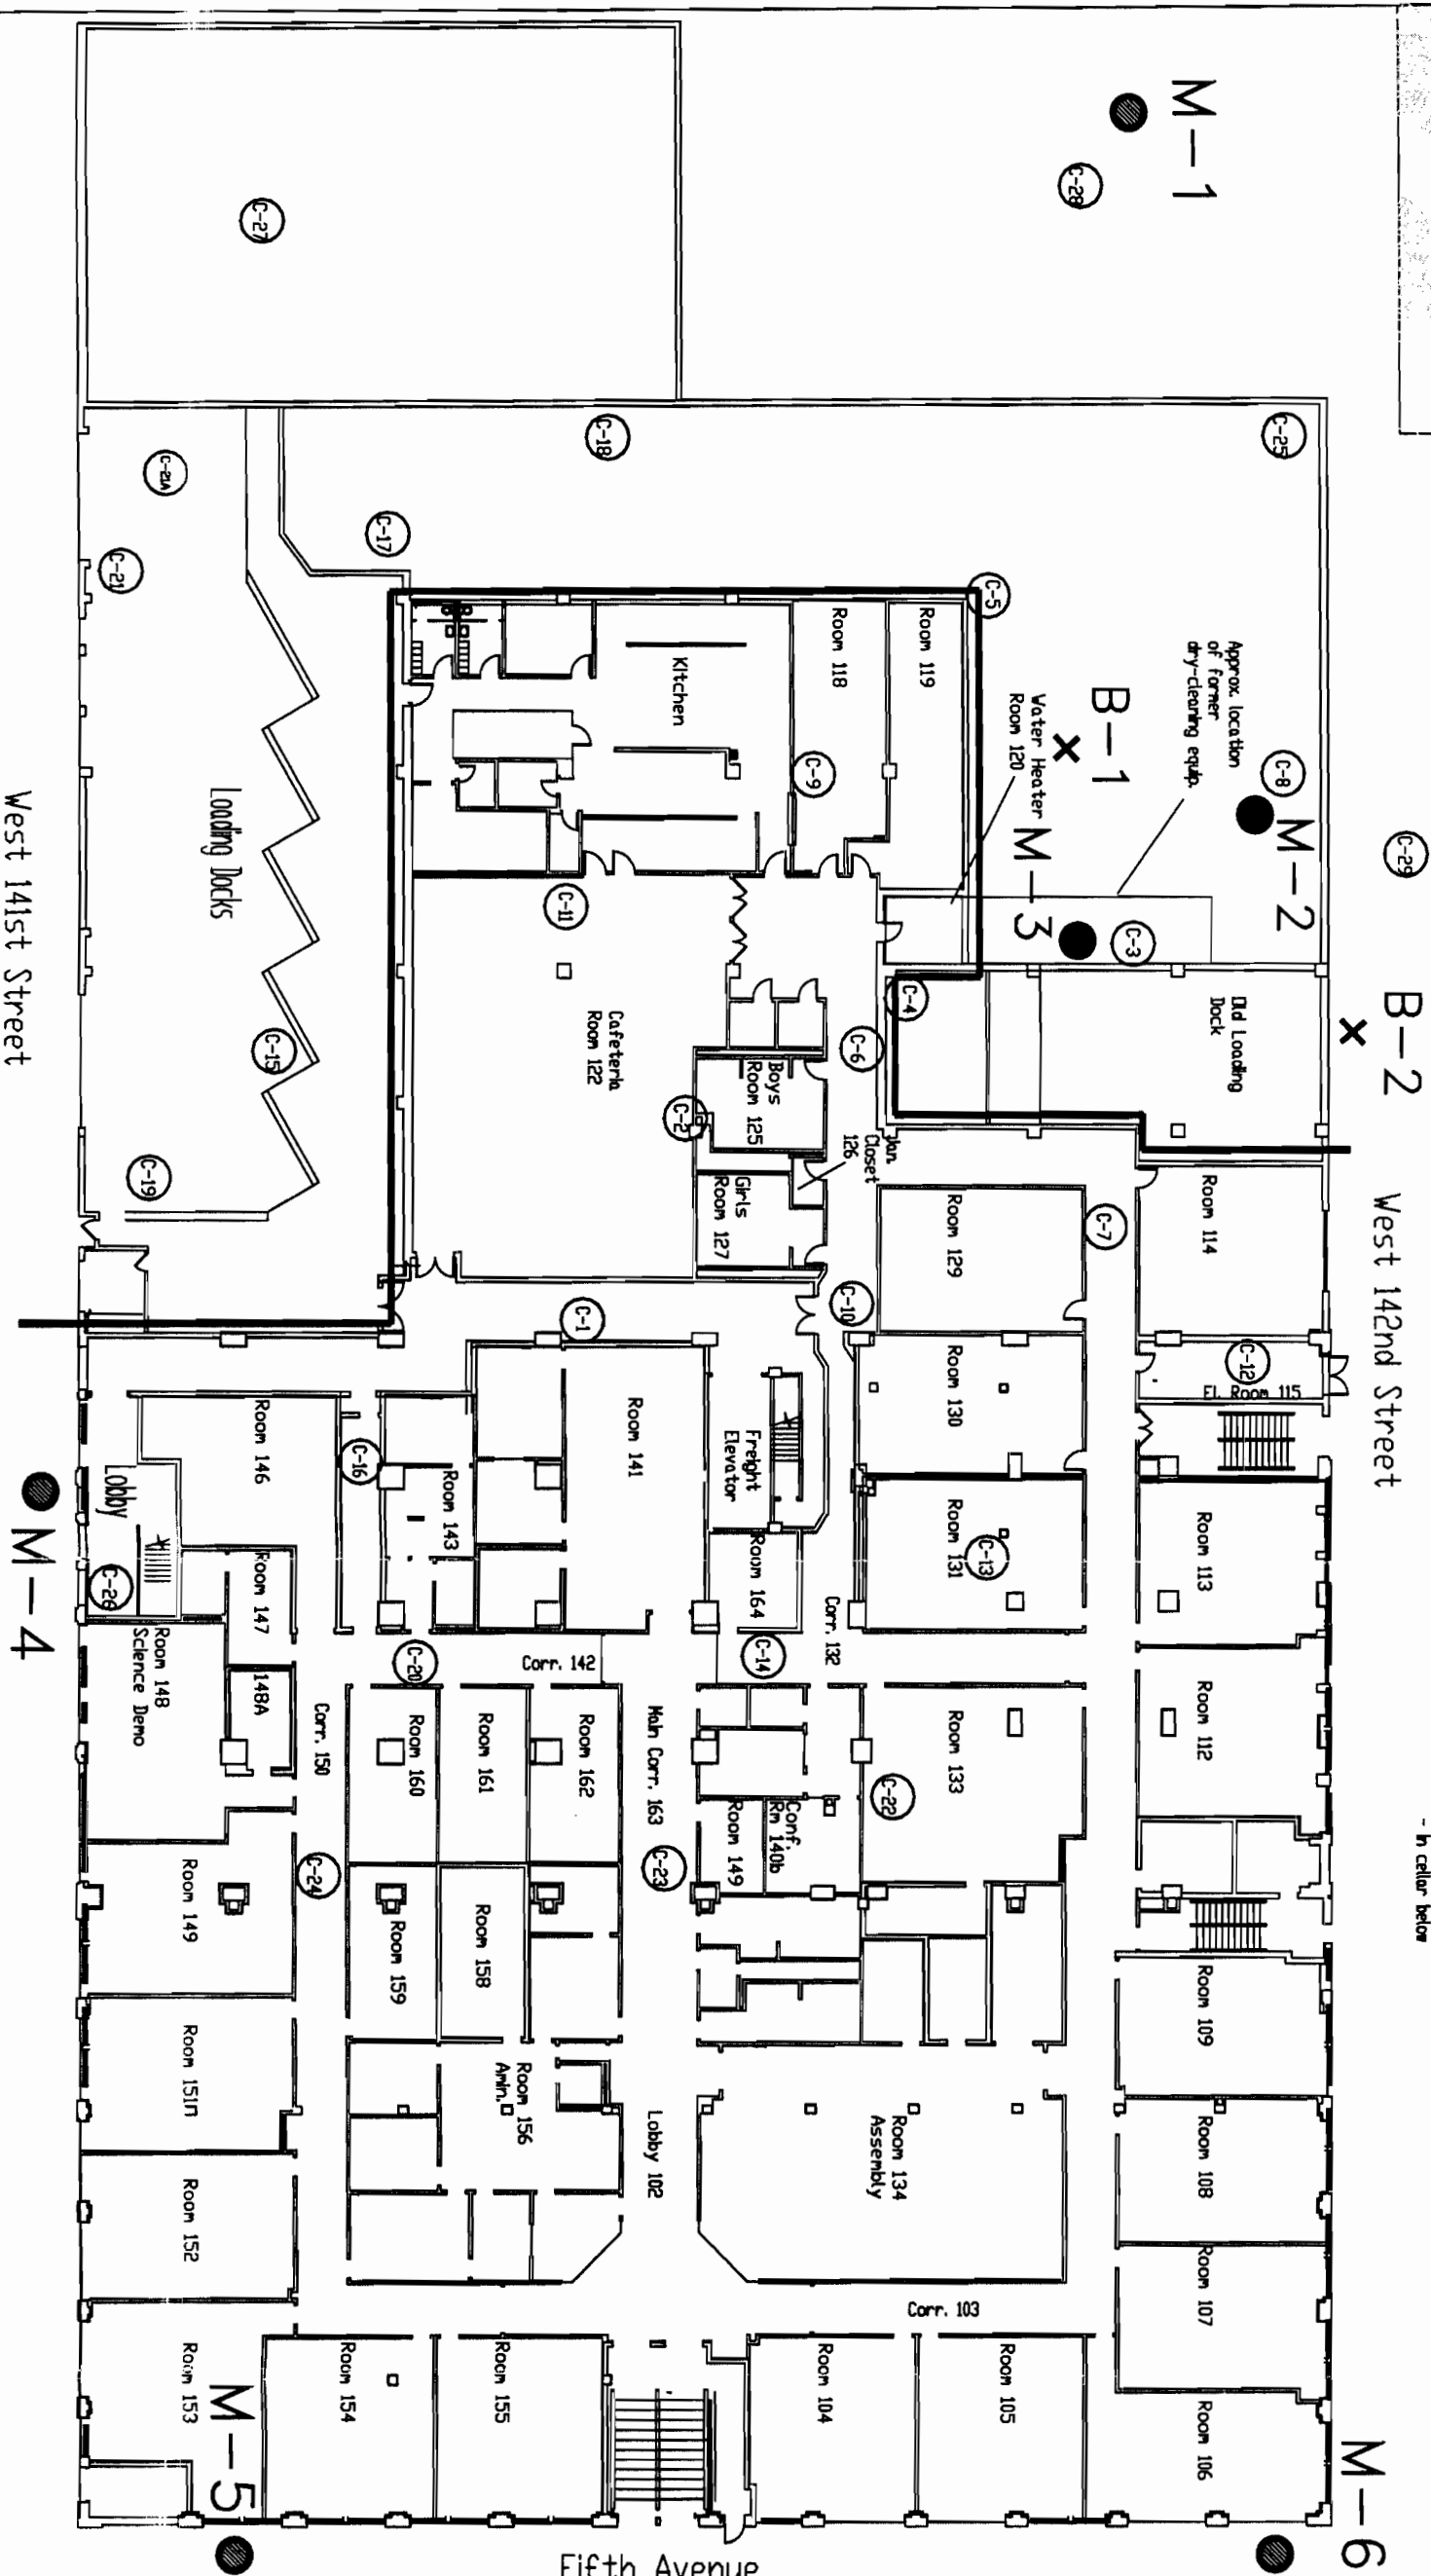 M-1
C-28
C-27
C-25
C-18
C-21A
C-17
C-21
C-5
Room 119
Room 118
Kitchen
Approx. location
of former
dry-cleaning equip.
Water Heater
Room 120
B-1
C-8
M-2
C-29
C-9
M-3
C-3
C-11
Loading Docks
West 141st Street
C-4
C-6
Old Loading
Dock
B-2
Cafeteria
Room 122
Boys
Room 125
C-2
Jan.
Closet
126
Girls
Room 127
C-15
C-19
Room 129
C-7
Room 114
West 142nd Street
C-10
C-1
C-12
El. Room 115
Room 130
Room 141
Freight
Elevator
Room 146
C-16
Room 143
Lobby
C-26
Room 147
Room 131
C-13
Room 113
Room 164
Corr. 132
C-14
M-4
Room 148
Science Demo
148A
C-20
Corr. 142
Corr. 150
Room 160
Room 161
Room 162
Main Corr. 163
Room 133
C-22
Room 112
Conf.
Rm 140b
Room 149
C-23
C-24
- in cellar below
Room 149
Room 159
Room 158
Room 109
Room 151
Room 156
Amin.
Lobby 102
Room 134
Assembly
Room 108
Room 152
Room 107
Corr. 103
Room 153
Room 154
Room 155
Room 104
Room 105
Room 106
M-5
M-6
Fifth Avenue